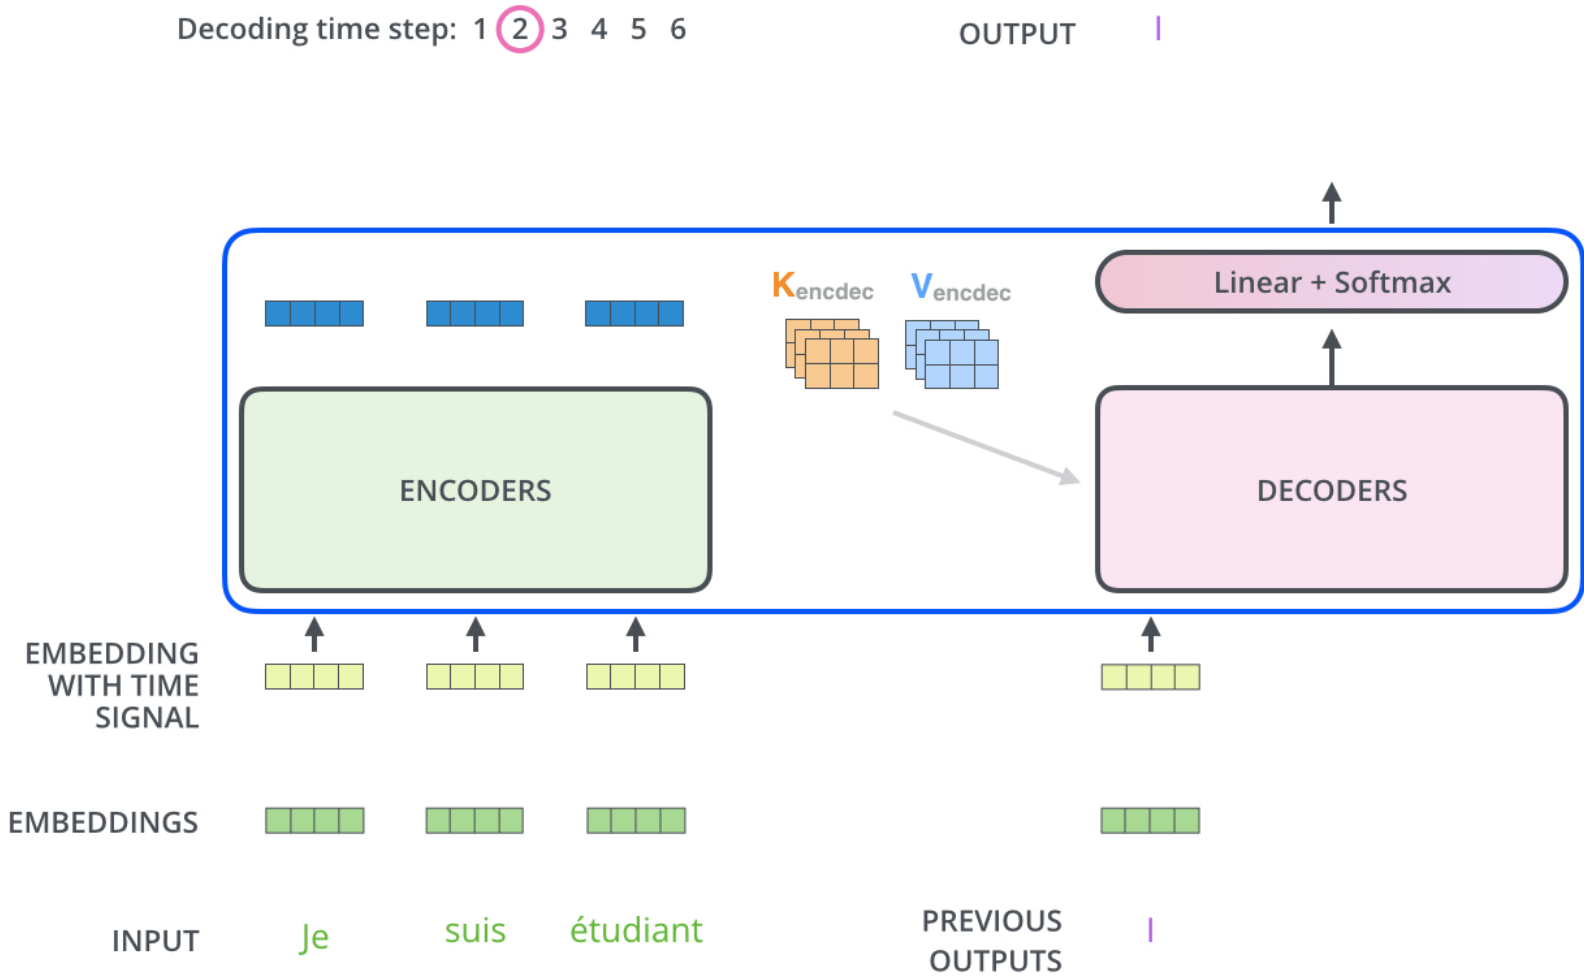 Decoding time step: 1 2 3 4 5 6
OUTPUT I
Kencdec Vencdec
Linear + Softmax
ENCODERS
DECODERS
EMBEDDING
WITH TIME
SIGNAL
EMBEDDINGS
INPUT Je suis étudiant
PREVIOUS
OUTPUTS
I